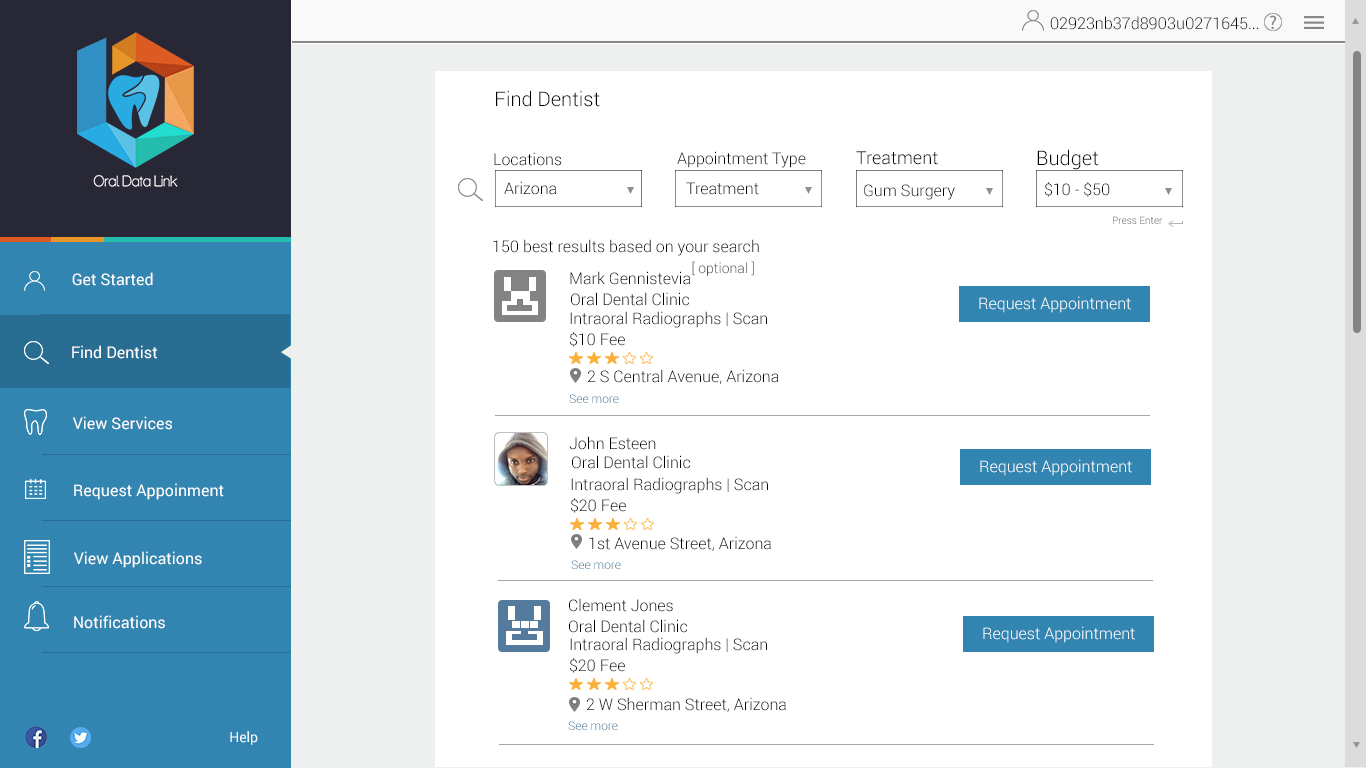 Oral Data Link
Get Started
Find Dentist
View Services
Request Appoinment
View Applications
Notifications
Help
02923nb37d8903u0271645... ?
Find Dentist
Locations
Arizona
Appointment Type
Treatment
Treatment
Gum Surgery
Budget
$10 - $50
Press Enter
150 best results based on your search
[ optional ]
Mark Gennistevia
Oral Dental Clinic
Intraoral Radiographs | Scan
$10 Fee
2 S Central Avenue, Arizona
See more
Request Appointment
John Esteen
Oral Dental Clinic
Intraoral Radiographs | Scan
$20 Fee
1st Avenue Street, Arizona
See more
Request Appointment
Clement Jones
Oral Dental Clinic
Intraoral Radiographs | Scan
$20 Fee
2 W Sherman Street, Arizona
See more
Request Appointment